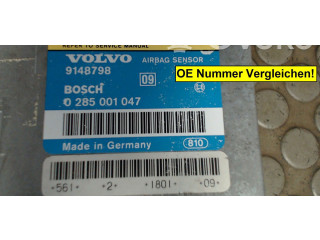 REFER TO SERVICE MANUAL
VOLVO AIRBAG SENSOR
9148798
09
OE Nummer Vergleichen!
BOSCH
0 285 001 047
Made in Germany 810
*561 *2 *1801 *09*